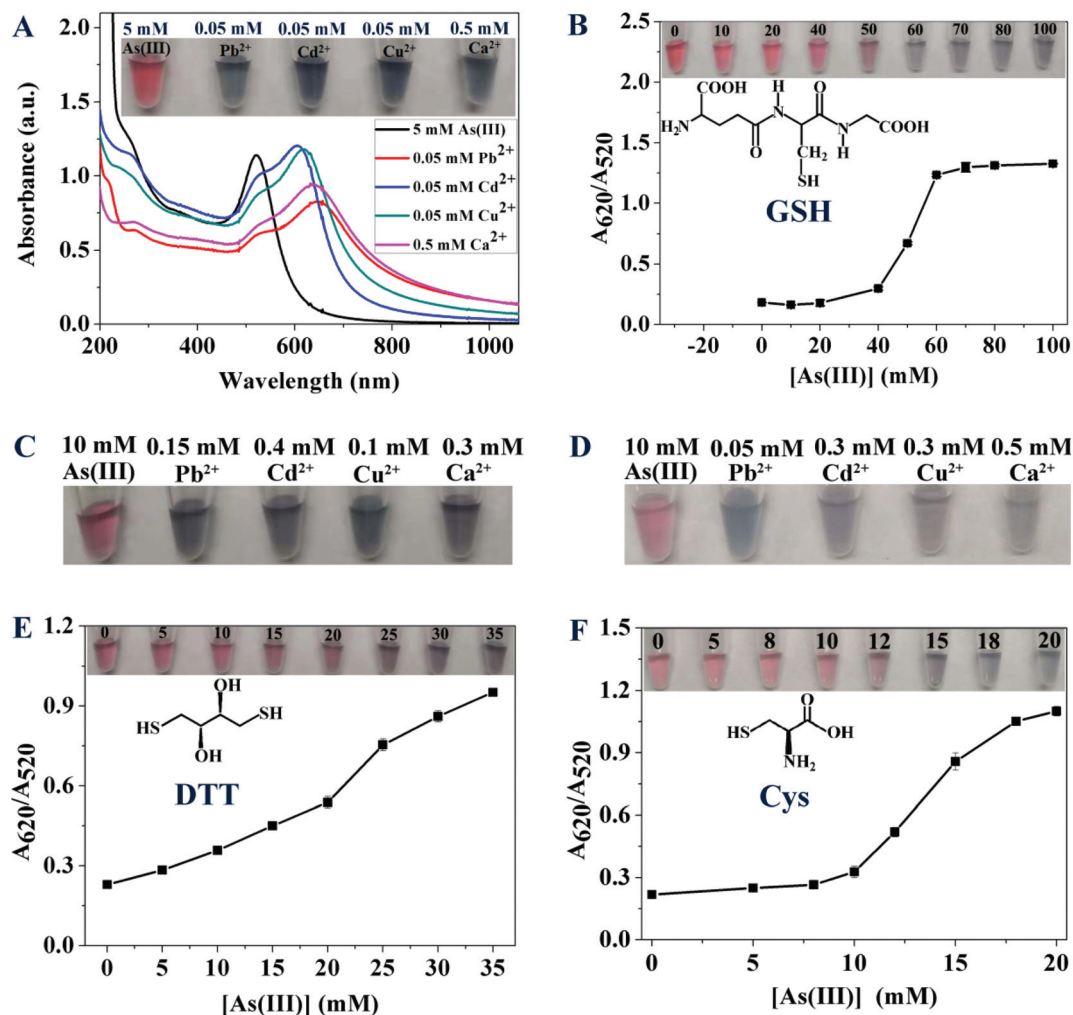 A
5 mM 0.05 mM 0.05 mM 0.05 mM 0.5 mM
As(III) Pb²⁺ Cd²⁺ Cu²⁺ Ca²⁺
Absorbance (a.u.)
2.0
1.5
1.0
0.5
0.0
5 mM As(III)
0.05 mM Pb²⁺
0.05 mM Cd²⁺
0.05 mM Cu²⁺
0.5 mM Ca²⁺
200 400 600 800 1000
Wavelength (nm)
B
0 10 20 40 50 60 70 80 100
A₆₂₀/A₅₂₀
2.5
2.0
1.5
1.0
0.5
0.0
COOH
H
O
H₂N
N
N
COOH
O
CH₂
H
SH
GSH
-20 0 20 40 60 80 100
[As(III)] (mM)
C
10 mM 0.15 mM 0.4 mM 0.1 mM 0.3 mM
As(III) Pb²⁺ Cd²⁺ Cu²⁺ Ca²⁺
D
10 mM 0.05 mM 0.3 mM 0.3 mM 0.5 mM
As(III) Pb²⁺ Cd²⁺ Cu²⁺ Ca²⁺
E
0 5 10 15 20 25 30 35
A₆₂₀/A₅₂₀
1.2
0.9
0.6
0.3
0.0
OH
HS
SH
OH
DTT
0 5 10 15 20 25 30 35
[As(III)] (mM)
F
0 5 8 10 12 15 18 20
A₆₂₀/A₅₂₀
1.5
1.2
0.9
0.6
0.3
0.0
O
HS
OH
NH₂
Cys
0 5 10 15 20
[As(III)] (mM)